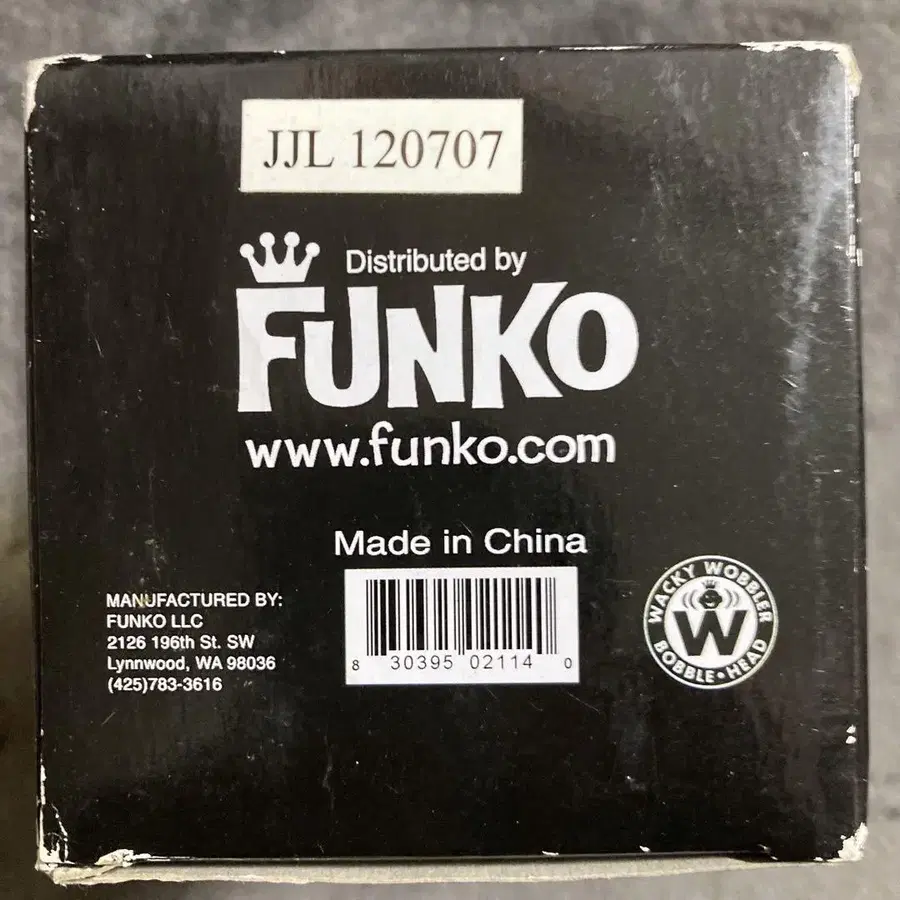 JJL 120707
Distributed by
FUNKO
www.funko.com
Made in China
MANUFACTURED BY:
FUNKO LLC
2126 196th St. SW
Lynnwood, WA 98036
(425)783-3616
8 30395 02114 0
WACKY WOBBLER
W
BOBBLE•HEAD